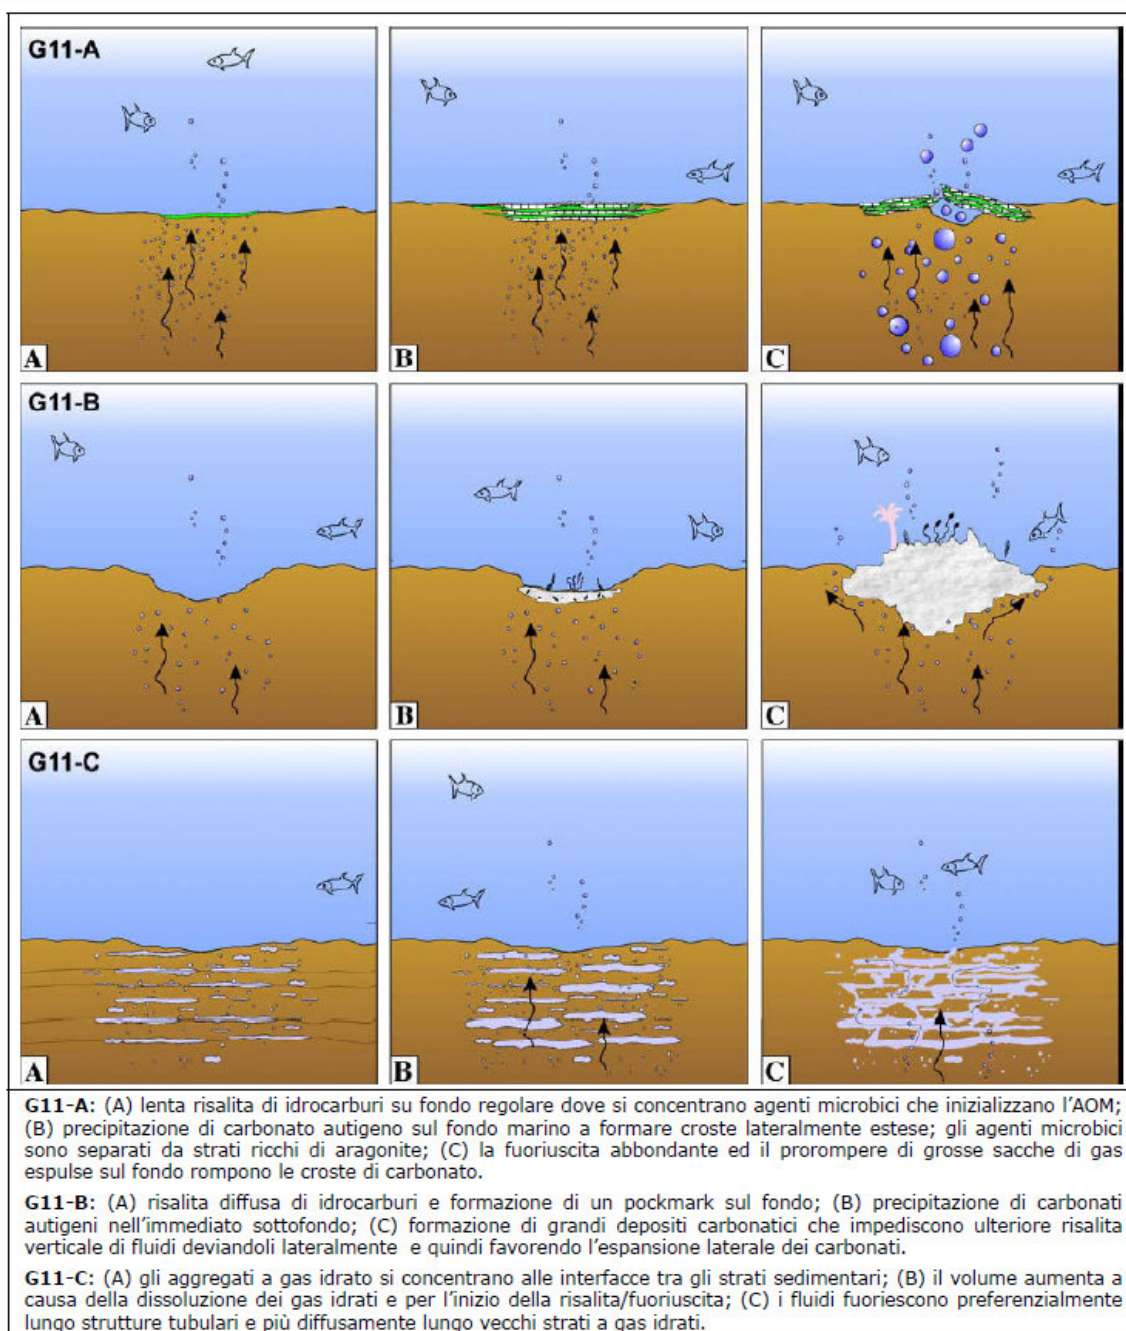 G11-A
A
B
C
G11-B
A
B
C
G11-C
A
B
C
G11-A: (A) lenta risalita di idrocarburi su fondo regolare dove si concentrano agenti microbici che inizializzano l'AOM;
(B) precipitazione di carbonato autigeno sul fondo marino a formare croste lateralmente estese; gli agenti microbici
sono separati da strati ricchi di aragonite; (C) la fuoriuscita abbondante ed il prorompere di grosse sacche di gas
espulse sul fondo rompono le croste di carbonato.
G11-B: (A) risalita diffusa di idrocarburi e formazione di un pockmark sul fondo; (B) precipitazione di carbonati
autigeni nell'immediato sottofondo; (C) formazione di grandi depositi carbonatici che impediscono ulteriore risalita
verticale di fluidi deviandoli lateralmente e quindi favorendo l'espansione laterale dei carbonati.
G11-C: (A) gli aggregati a gas idrato si concentrano alle interfacce tra gli strati sedimentari; (B) il volume aumenta a
causa della dissoluzione dei gas idrati e per l'inizio della risalita/fuoriuscita; (C) i fluidi fuoriescono preferenzialmente
lungo strutture tubulari e più diffusamente lungo vecchi strati a gas idrati.